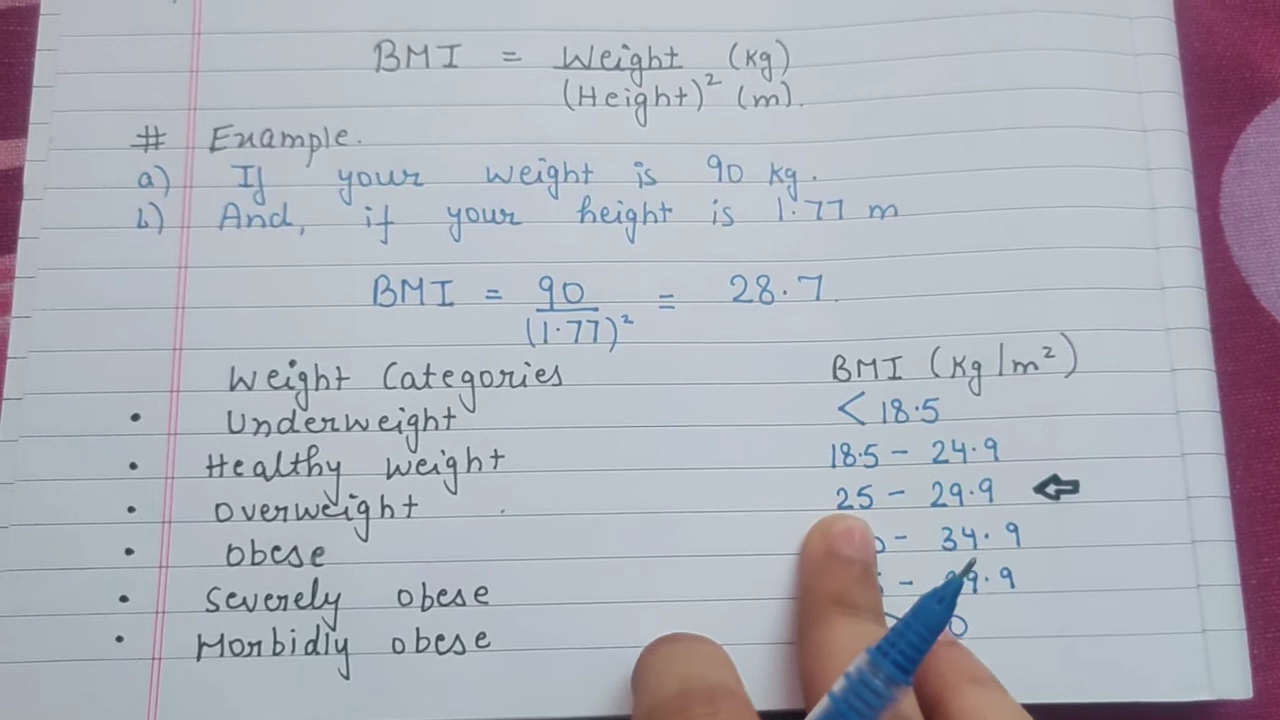 BMI = Weight (kg)
(Height)² (m).
# Example.
a) If your weight is 90 kg.
b) And, if your height is 1.77 m
BMI = 90 = 28.7
(1.77)²
Weight Categories BMI (kg/m²)
• Underweight < 18.5
• Healthy weight 18.5 - 24.9
• Overweight 25 - 29.9
• Obese - 34.9
• Severely obese -
• Morbidly obese